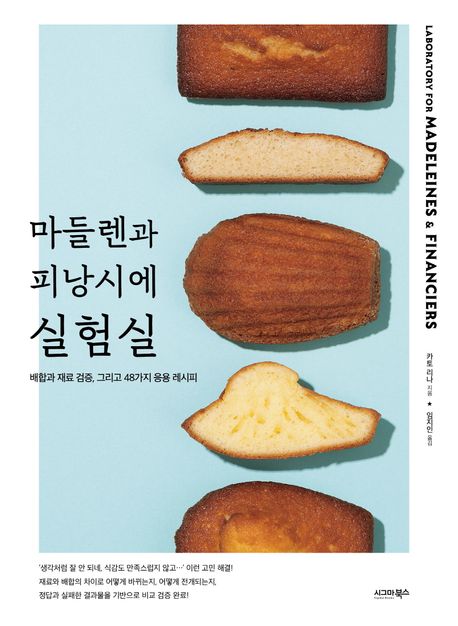 LABORATORY FOR MADELEINES & FINANCIERS
마들렌과
피낭시에
실험실
배합과 재료 검증, 그리고 48가지 응용 레시피
카토 리나 지음 ★ 임지인 옮김
'생각처럼 잘 안 되네, 식감도 만족스럽지 않고…' 이런 고민 해결!
재료와 배합의 차이로 어떻게 바뀌는지, 어떻게 전개되는지,
정답과 실패한 결과물을 기반으로 비교 검증 완료!
시그마북스